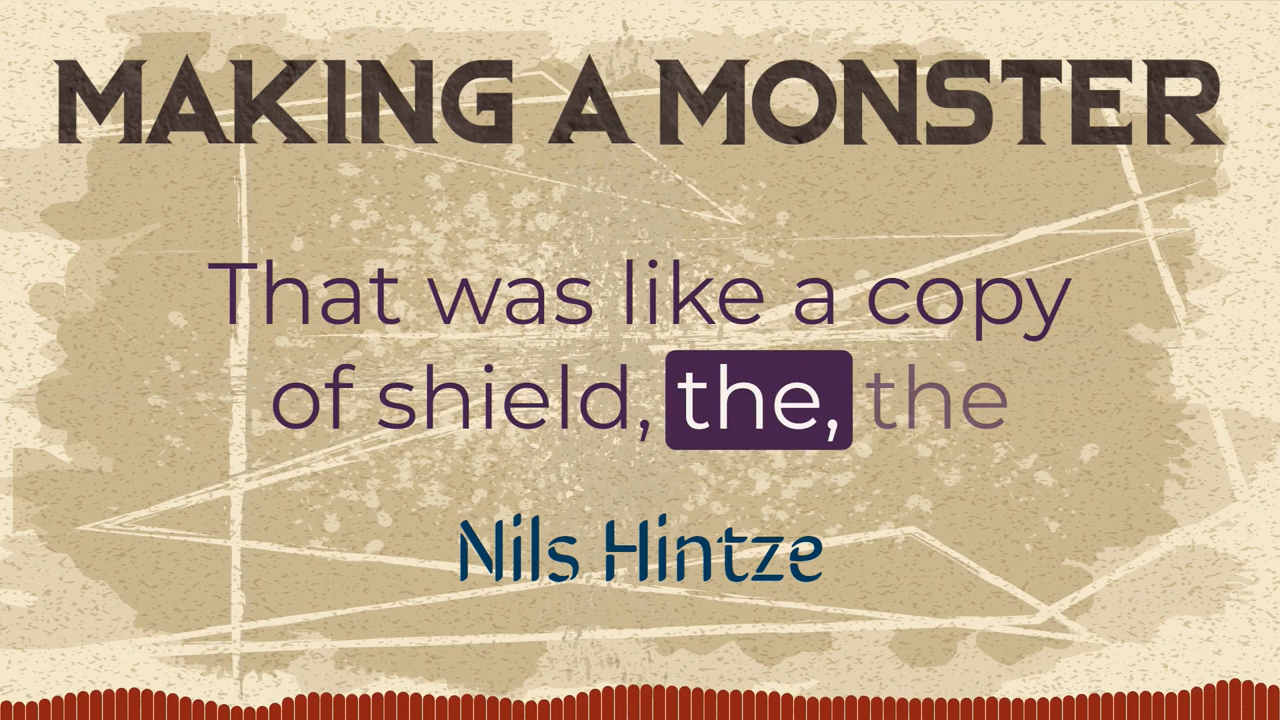 MAKING A MONSTER
That was like a copy
of shield, the, the
Nils Hintze